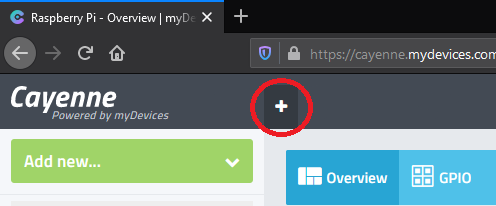 Raspberry Pi - Overview | myDe
https://cayenne.mydevices.com
Cayenne
Powered by myDevices
Add new...
Overview
GPIO